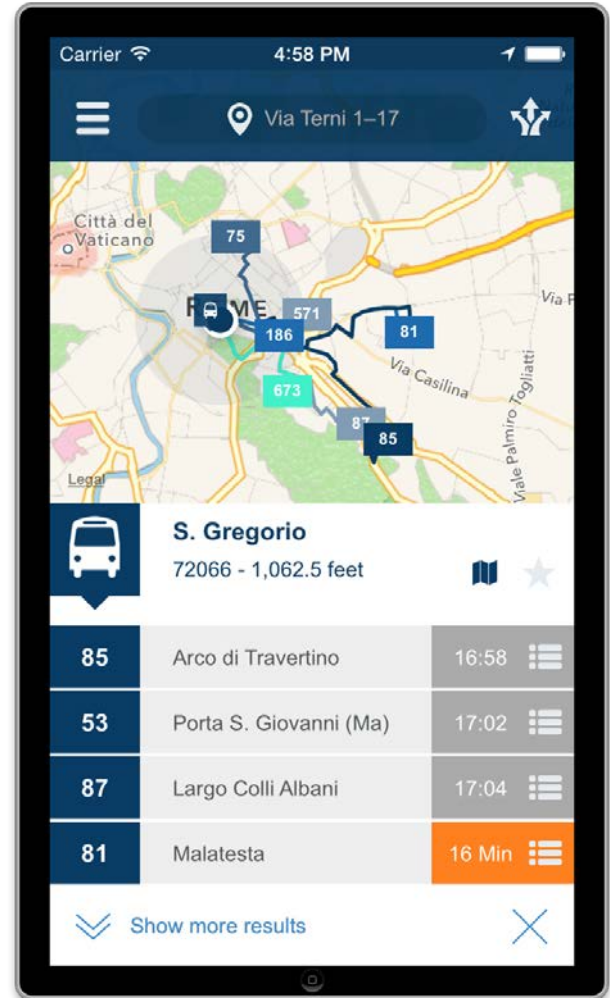 Carrier 4:58 PM
Via Terni 1–17
Città del
Vaticano
75
ROME
571
186
81
Via Casilina
673
87
85
Viale Palmiro Togliatti
Legal
S. Gregorio
72066 - 1,062.5 feet
85 Arco di Travertino 16:58
53 Porta S. Giovanni (Ma) 17:02
87 Largo Colli Albani 17:04
81 Malatesta 16 Min
Show more results